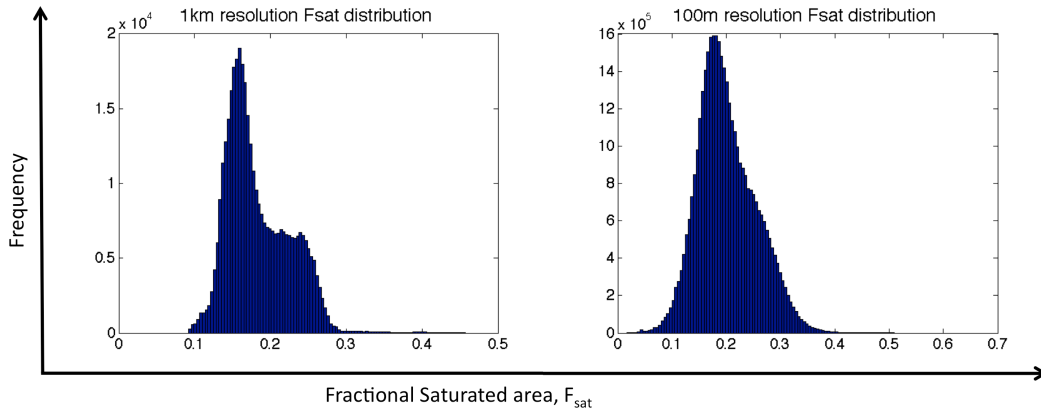 1km resolution Fsat distribution
x 10^4
2
1.5
1
0.5
0
0 0.1 0.2 0.3 0.4 0.5
100m resolution Fsat distribution
x 10^5
16
14
12
10
8
6
4
2
0
0 0.1 0.2 0.3 0.4 0.5 0.6 0.7
Frequency
Fractional Saturated area, F_sat